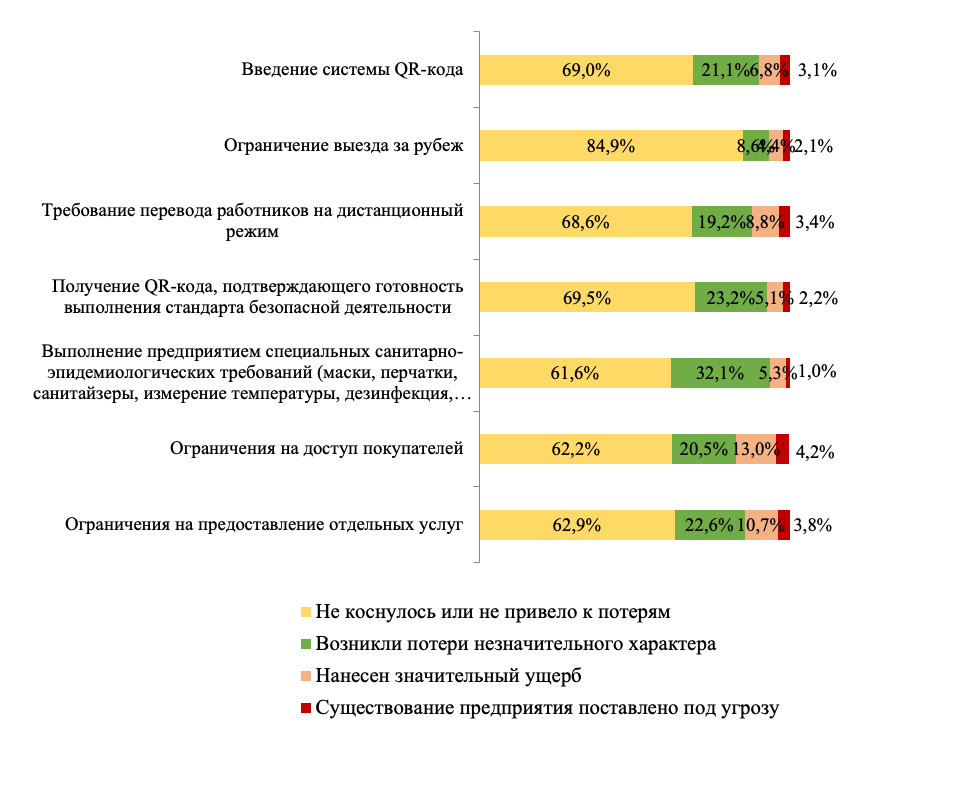 Введение системы QR-кода
69,0% 21,1% 6,8% 3,1%
Ограничение выезда за рубеж
84,9% 8,6% 4,4% 2,1%
Требование перевода работников на дистанционный
режим
68,6% 19,2% 8,8% 3,4%
Получение QR-кода, подтверждающего готовность
выполнения стандарта безопасной деятельности
69,5% 23,2% 5,1% 2,2%
Выполнение предприятием специальных санитарно-
эпидемиологических требований (маски, перчатки,
санитайзеры, измерение температуры, дезинфекция,…
61,6% 32,1% 5,3% 1,0%
Ограничения на доступ покупателей
62,2% 20,5% 13,0% 4,2%
Ограничения на предоставление отдельных услуг
62,9% 22,6% 10,7% 3,8%
Не коснулось или не привело к потерям
Возникли потери незначительного характера
Нанесен значительный ущерб
Существование предприятия поставлено под угрозу